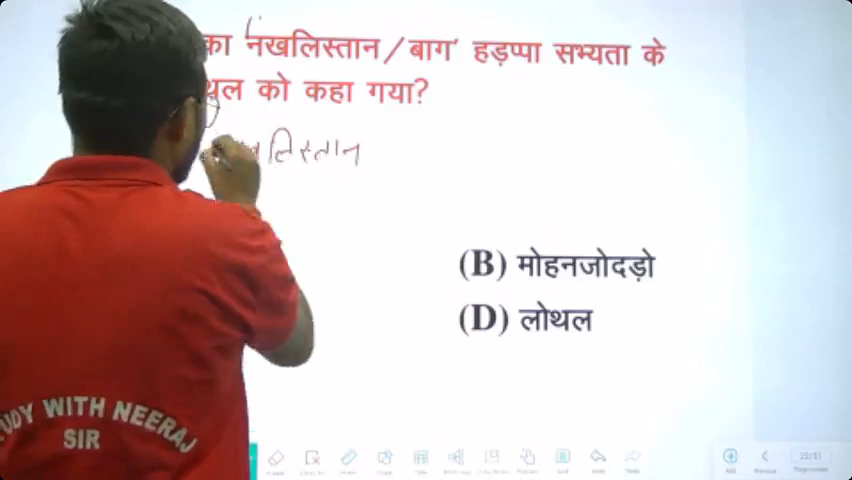 का नखलिस्तान/बाग' हड़प्पा सभ्यता के
थल को कहा गया?
लिस्तान
(B) मोहनजोदड़ो
(D) लोथल
UDY WITH NEERAJ
SIR